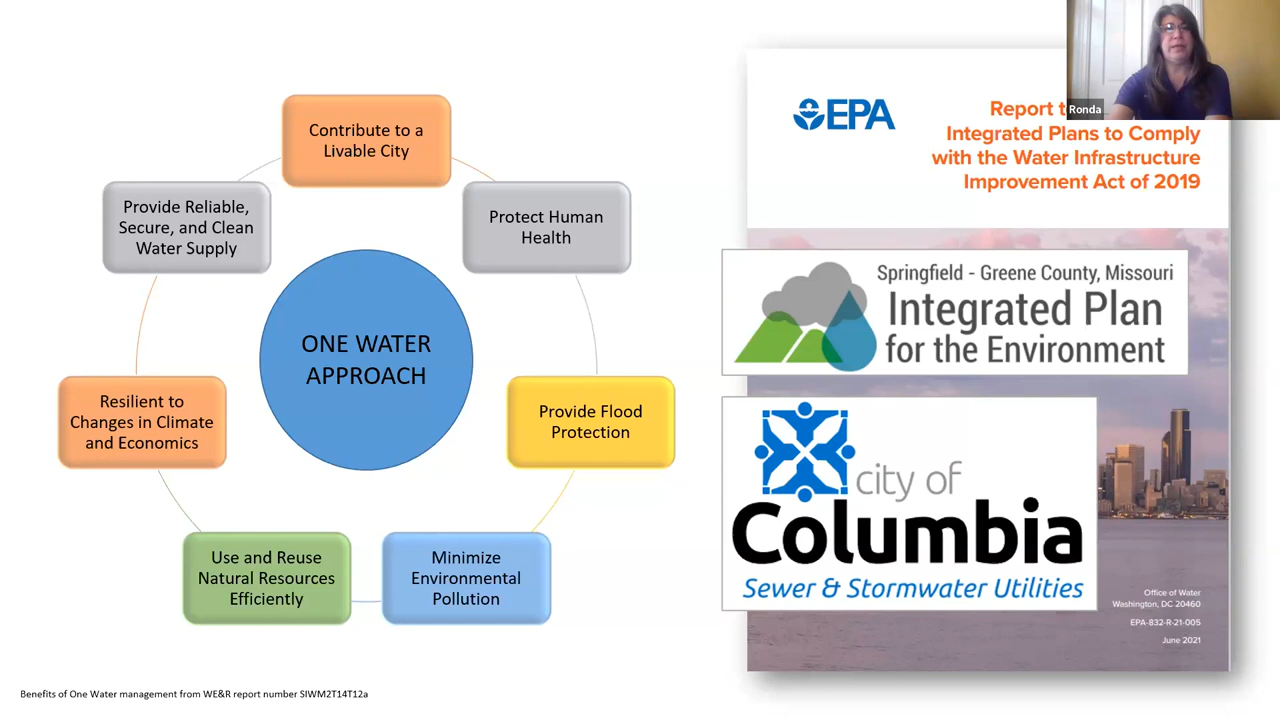 Contribute to a
Livable City
Protect Human
Health
Provide Flood
Protection
Minimize
Environmental
Pollution
Use and Reuse
Natural Resources
Efficiently
Resilient to
Changes in Climate
and Economics
Provide Reliable,
Secure, and Clean
Water Supply
ONE WATER
APPROACH
Benefits of One Water management from WE&R report number SIWM2T14T12a
EPA
Report t
Integrated Plans to Comply
with the Water Infrastructure
Improvement Act of 2019
Ronda
Springfield - Greene County, Missouri
Integrated Plan
for the Environment
city of
Columbia
Sewer & Stormwater Utilities
Office of Water
Washington, DC 20460
EPA-832-R-21-005
June 2021